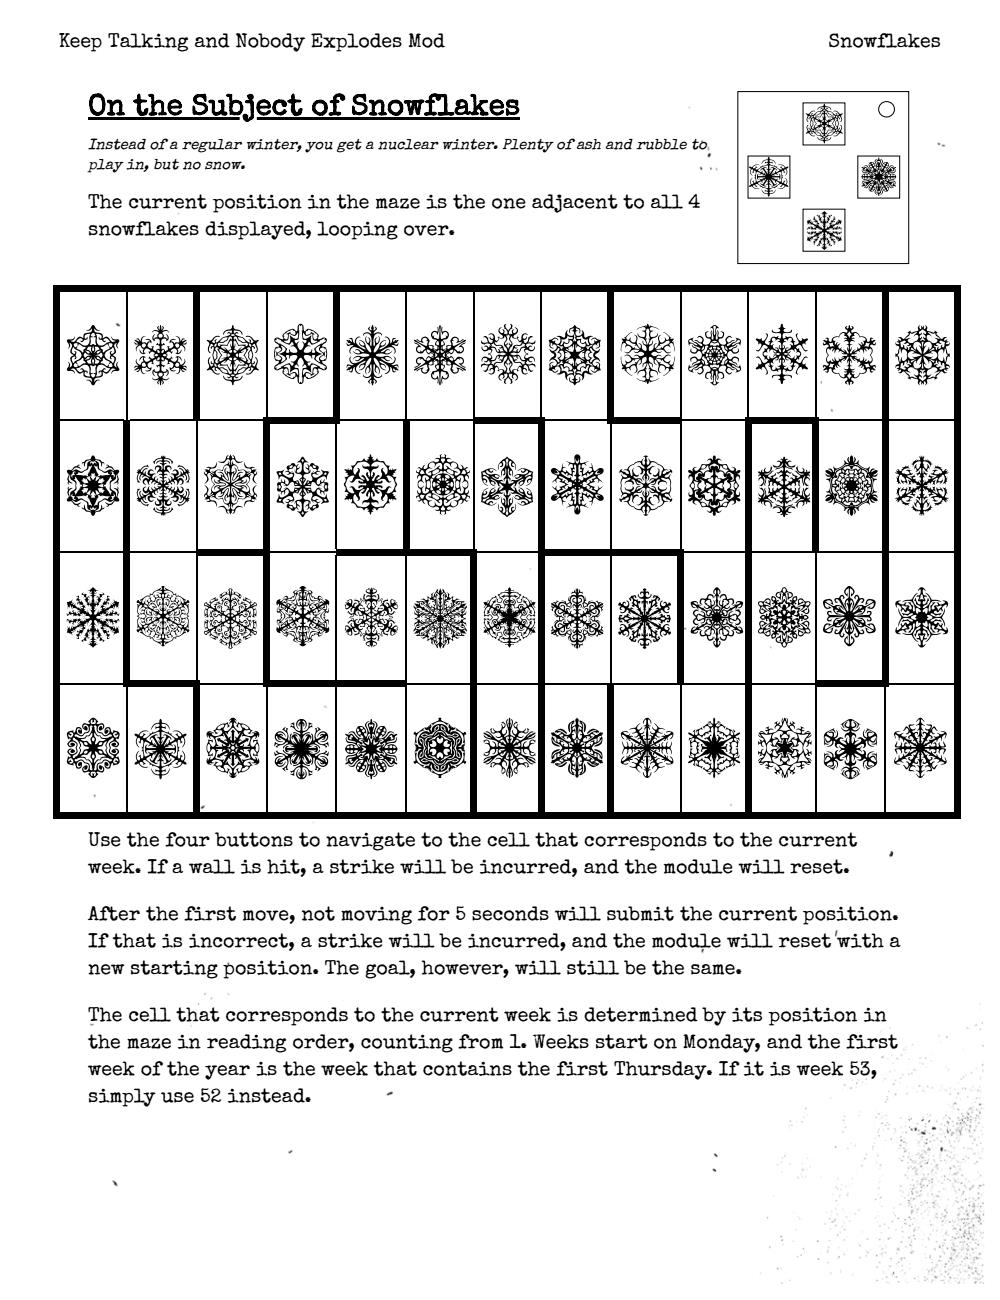 Keep Talking and Nobody Explodes Mod
Snowflakes
On the Subject of Snowflakes
Instead of a regular winter, you get a nuclear winter. Plenty of ash and rubble to
play in, but no snow.
The current position in the maze is the one adjacent to all 4
snowflakes displayed, looping over.
Use the four buttons to navigate to the cell that corresponds to the current
week. If a wall is hit, a strike will be incurred, and the module will reset.
After the first move, not moving for 5 seconds will submit the current position.
If that is incorrect, a strike will be incurred, and the module will reset with a
new starting position. The goal, however, will still be the same.
The cell that corresponds to the current week is determined by its position in
the maze in reading order, counting from 1. Weeks start on Monday, and the first
week of the year is the week that contains the first Thursday. If it is week 53,
simply use 52 instead.